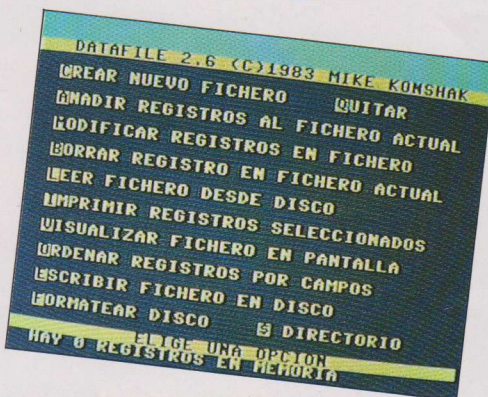 DATAFILE 2.6 (C)1983 MIKE KONSHAK
CREAR NUEVO FICHERO QUITAR
ANADIR REGISTROS AL FICHERO ACTUAL
MODIFICAR REGISTROS EN FICHERO
BORRAR REGISTRO EN FICHERO ACTUAL
LEER FICHERO DESDE DISCO
IMPRIMIR REGISTROS SELECCIONADOS
VISUALIZAR FICHERO EN PANTALLA
ORDENAR REGISTROS POR CAMPOS
ESCRIBIR FICHERO EN DISCO
FORMATEAR DISCO $ DIRECTORIO
ELIGE UNA OPCION
HAY 0 REGISTROS EN MEMORIA